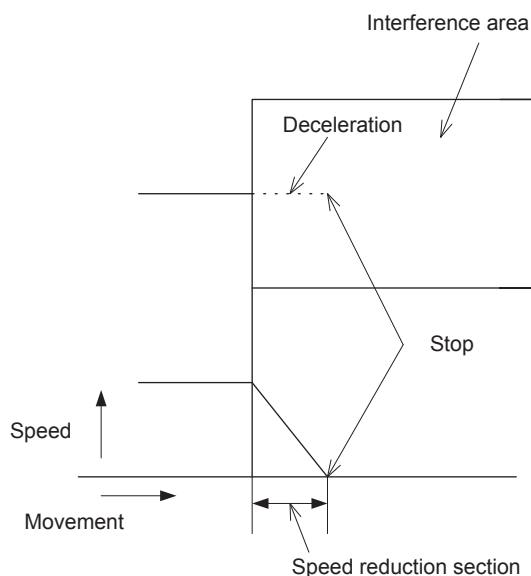 Interference area
Deceleration
Stop
Speed
Movement
Speed reduction section